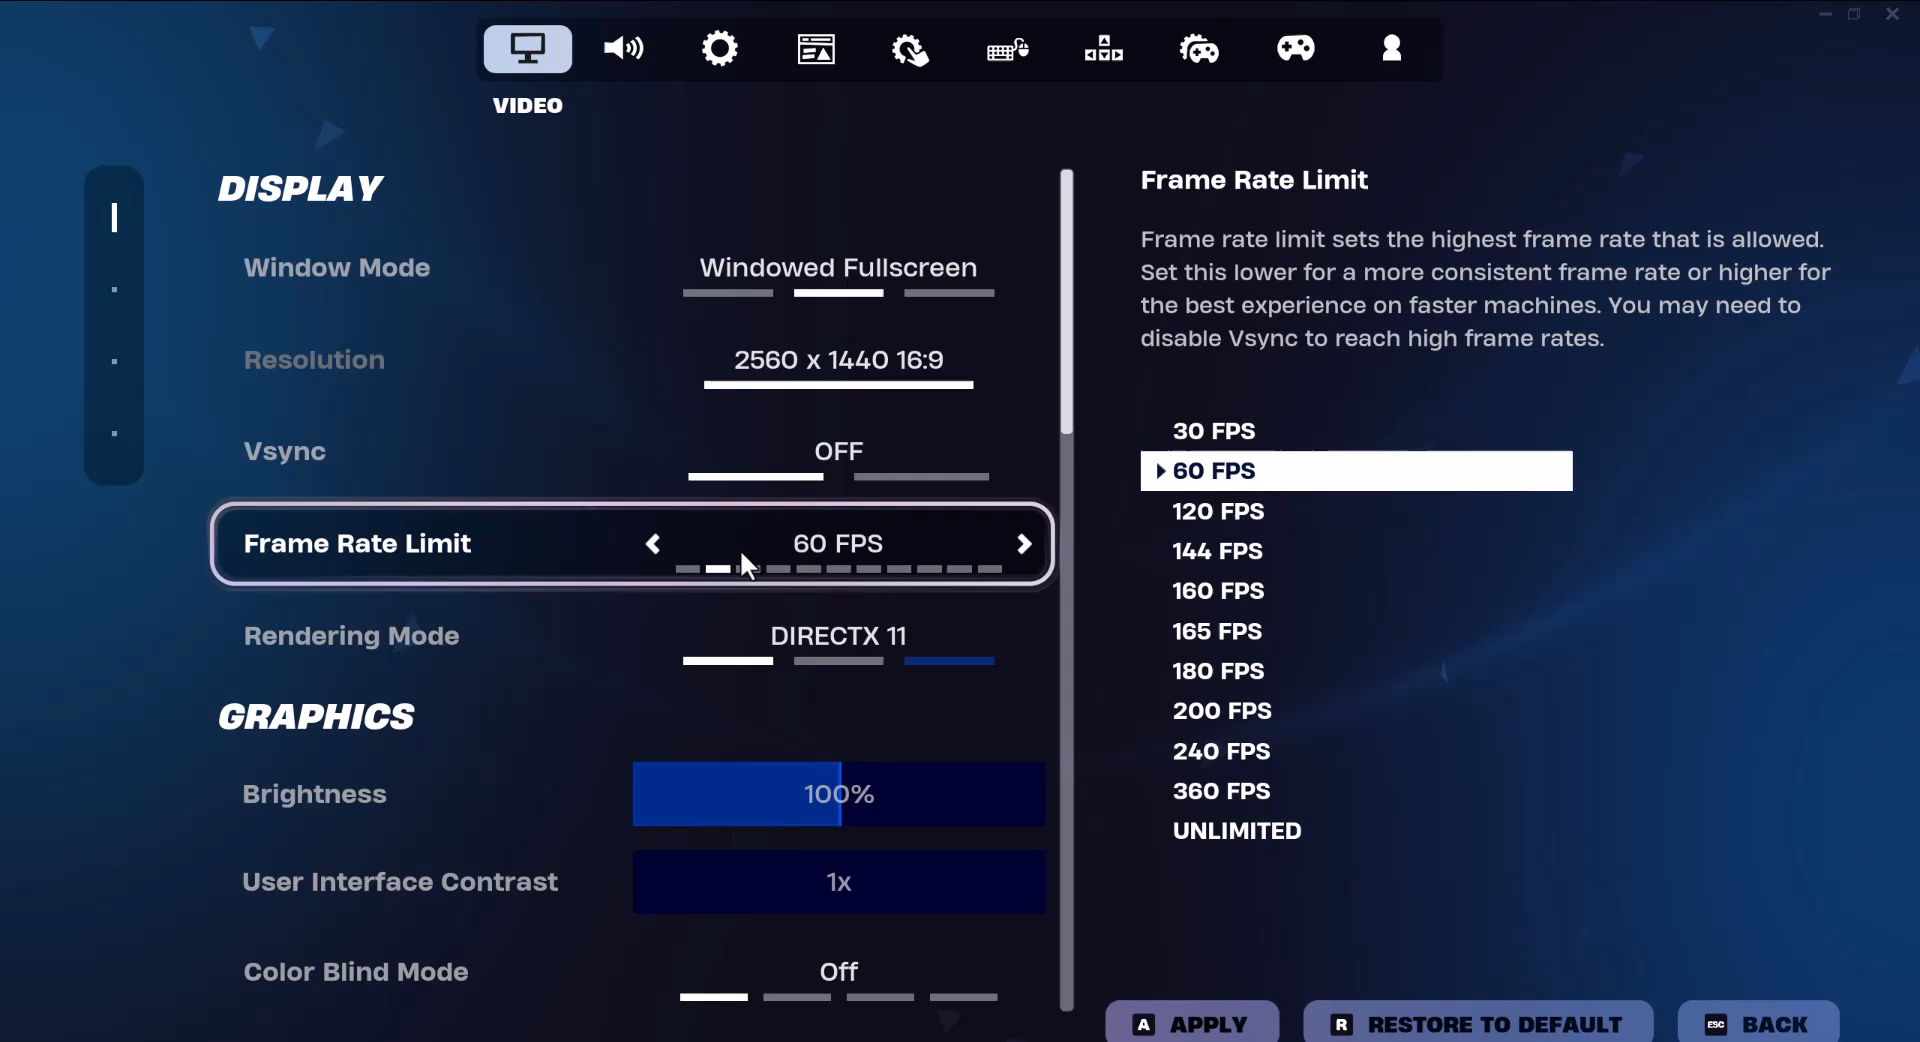 VIDEO
DISPLAY
Window Mode
Windowed Fullscreen
Resolution
2560 x 1440 16:9
Vsync
OFF
Frame Rate Limit
60 FPS
Rendering Mode
DIRECTX 11
GRAPHICS
Brightness
100%
User Interface Contrast
1x
Color Blind Mode
Off
Frame Rate Limit
Frame rate limit sets the highest frame rate that is allowed.
Set this lower for a more consistent frame rate or higher for
the best experience on faster machines. You may need to
disable Vsync to reach high frame rates.
30 FPS
60 FPS
120 FPS
144 FPS
160 FPS
165 FPS
180 FPS
200 FPS
240 FPS
360 FPS
UNLIMITED
A APPLY
R RESTORE TO DEFAULT
ESC BACK